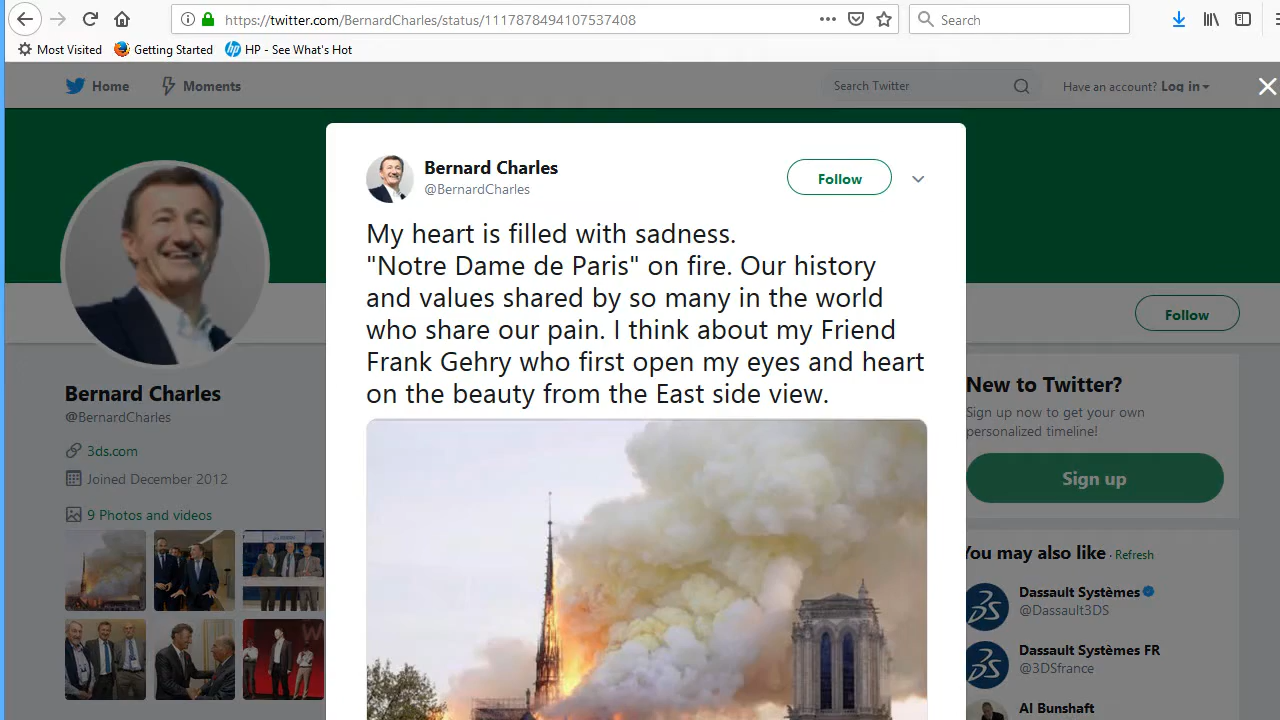 https://twitter.com/BernardCharles/status/1117878494107537408
Search
Most Visited
Getting Started
hp
HP - See What's Hot
Home
Moments
Search Twitter
Have an account? Log in
Bernard Charles
@BernardCharles
Follow
My heart is filled with sadness.
"Notre Dame de Paris" on fire. Our history
and values shared by so many in the world
who share our pain. I think about my Friend
Frank Gehry who first open my eyes and heart
on the beauty from the East side view.
Bernard Charles
@BernardCharles
3ds.com
Joined December 2012
9 Photos and videos
Follow
New to Twitter?
Sign up now to get your own
personalized timeline!
Sign up
You may also like · Refresh
Dassault Systèmes
@Dassault3DS
Dassault Systèmes FR
@3DSfrance
Al Bunshaft